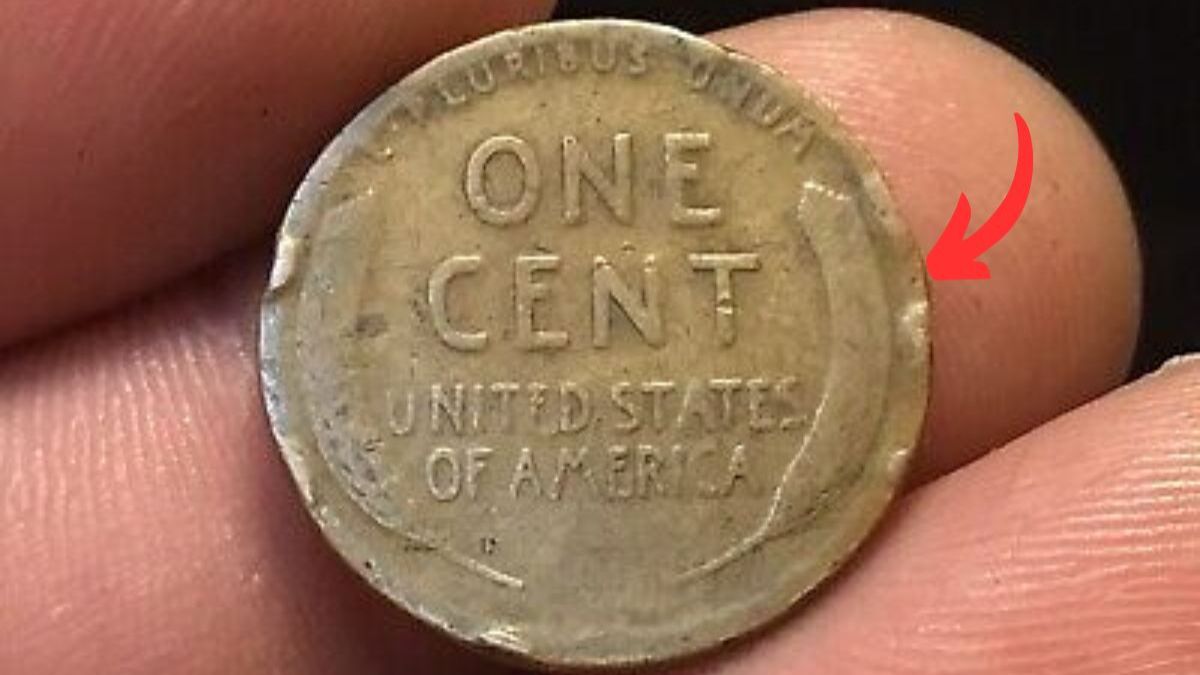 E · PLURIBUS UNUM
ONE
CENT
UNITED STATES
OF AMERICA